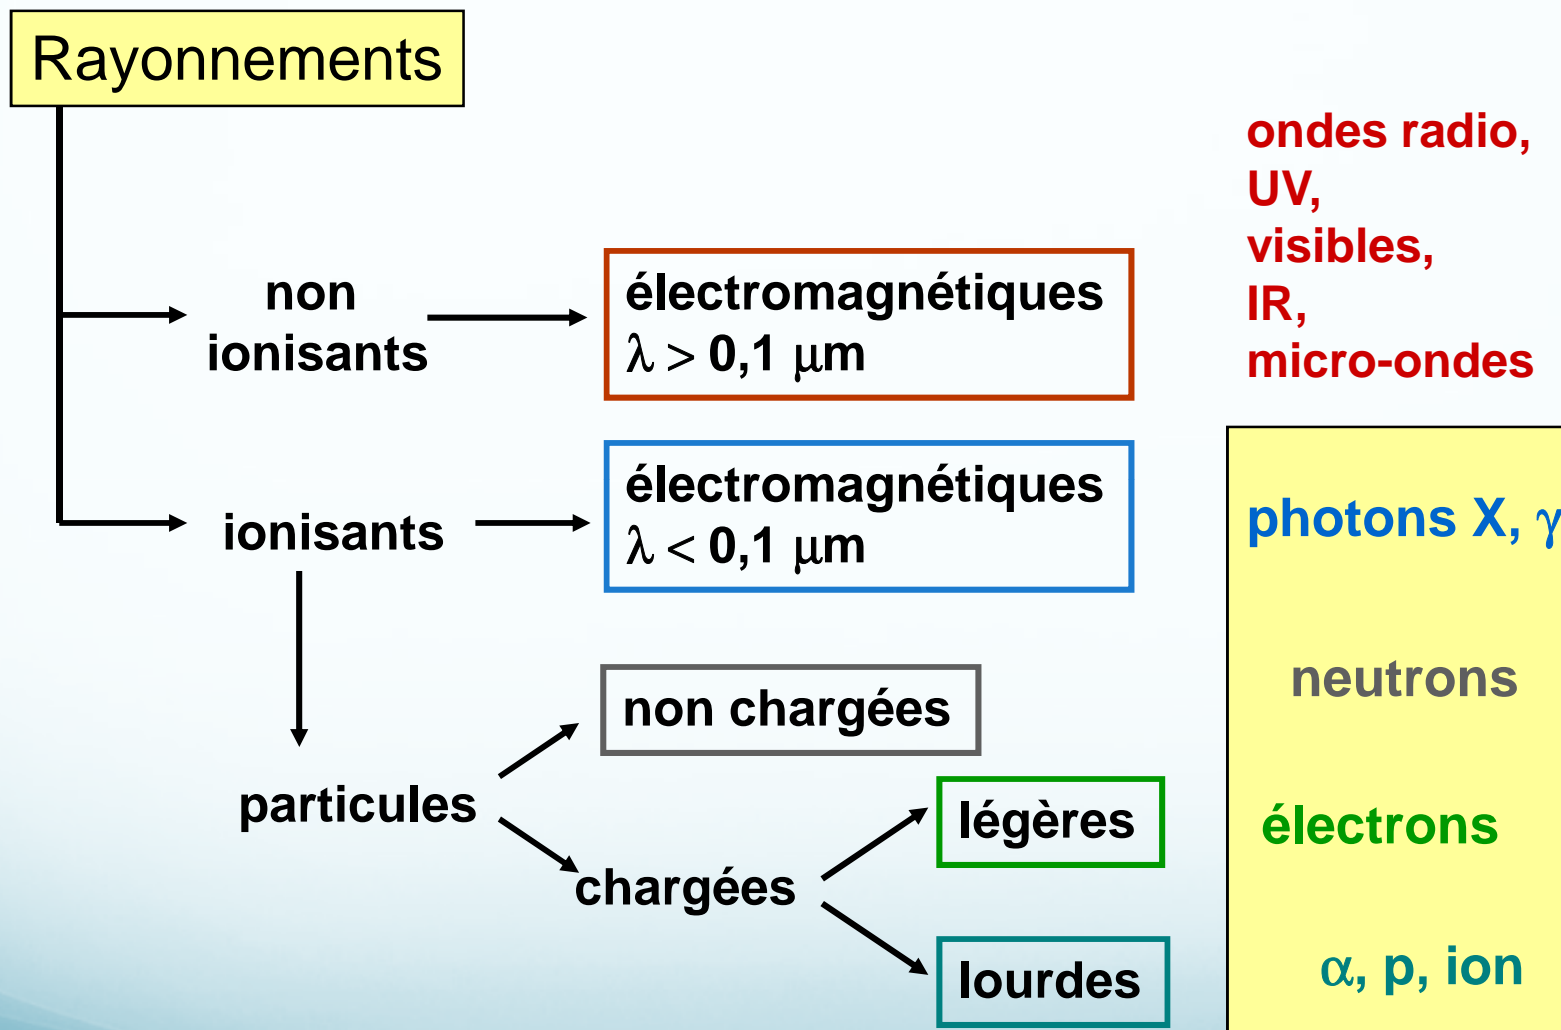 Rayonnements
ondes radio,
UV,
visibles,
IR,
micro-ondes
non
ionisants
électromagnétiques
λ > 0,1 μm
ionisants
électromagnétiques
λ < 0,1 μm
photons X, γ
particules
non chargées
neutrons
chargées
légères
électrons
lourdes
α, p, ion